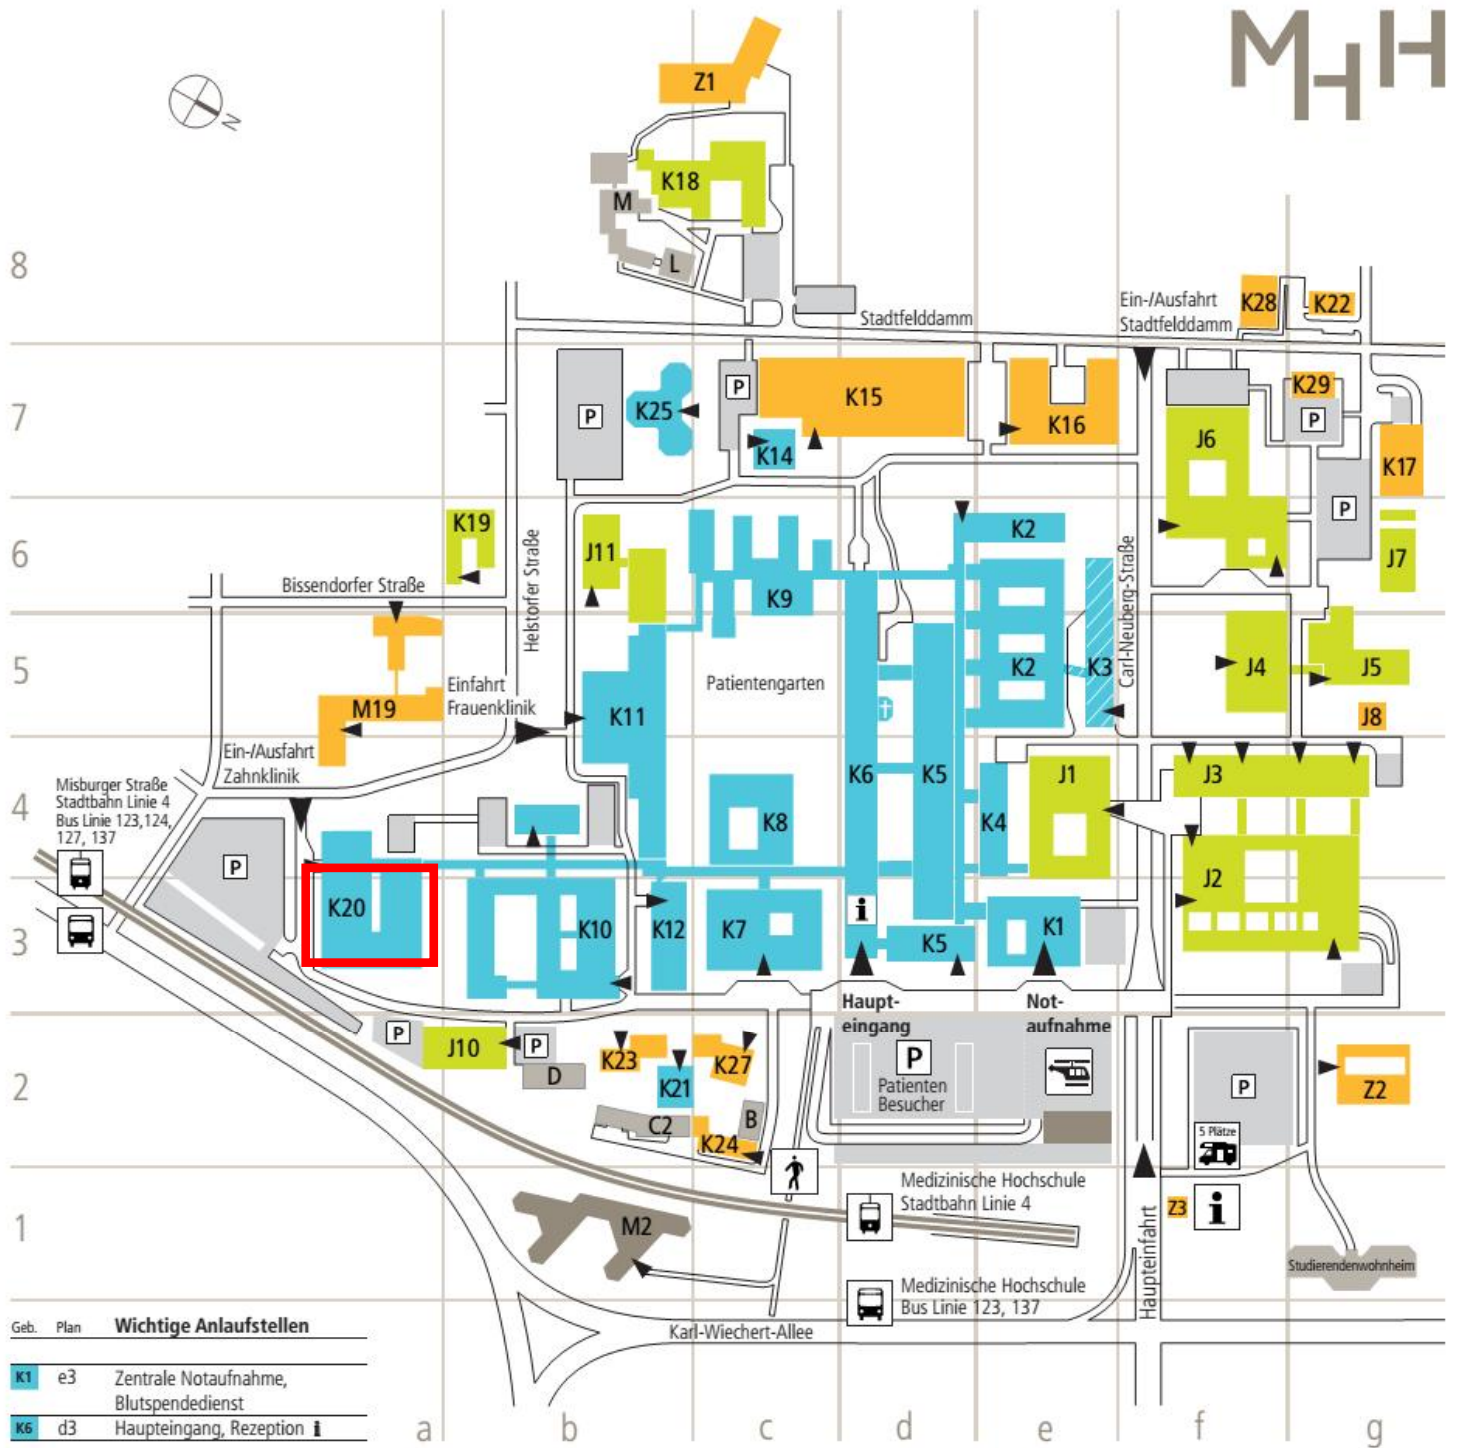 MHH
N
Z1
K18
M
L
8
Stadtfelddamm
Ein-/Ausfahrt
Stadtfelddamm
K28
K22
7
P
K25
P
K14
K15
K16
J6
K29
P
K17
P
6
K19
J11
K9
K2
J7
Bissendorfer Straße
Helstorfer Straße
Carl-Neuberg-Straße
5
M19
Einfahrt
Frauenklinik
K11
Patientengarten
K2
K3
J4
J5
J8
Ein-/Ausfahrt
Zahnklinik
Misburger Straße
Stadtbahn Linie 4
Bus Linie 123,124,
127, 137
4
K8
K6
K5
K4
J1
J3
J2
P
3
K20
K10
K12
K7
i
K5
K1
Haupt-
eingang
Not-
aufnahme
2
P
J10
P
D
K23
K21
K27
C2
B
K24
P
Patienten
Besucher
P
5 Plätze
Z2
1
M2
Medizinische Hochschule
Stadtbahn Linie 4
Z3
i
Haupteinfahrt
Studierendenwohnheim
Medizinische Hochschule
Bus Linie 123, 137
Karl-Wiechert-Allee
Geb. Plan Wichtige Anlaufstellen
K1 e3 Zentrale Notaufnahme,
Blutspendedienst
K6 d3 Haupteingang, Rezeption i
a b c d e f g